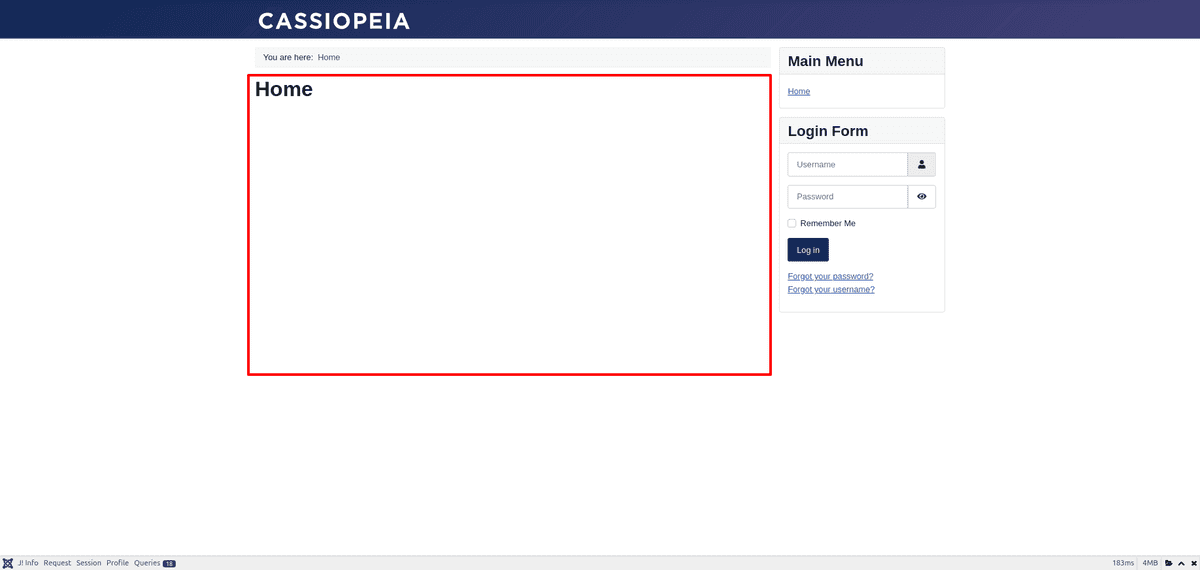 CASSIOPEIA
You are here: Home
Home
Main Menu
Home
Login Form
Username
Password
Remember Me
Log in
Forgot your password?
Forgot your username?
J! Info Request Session Profile Queries 18 183ms 4MB